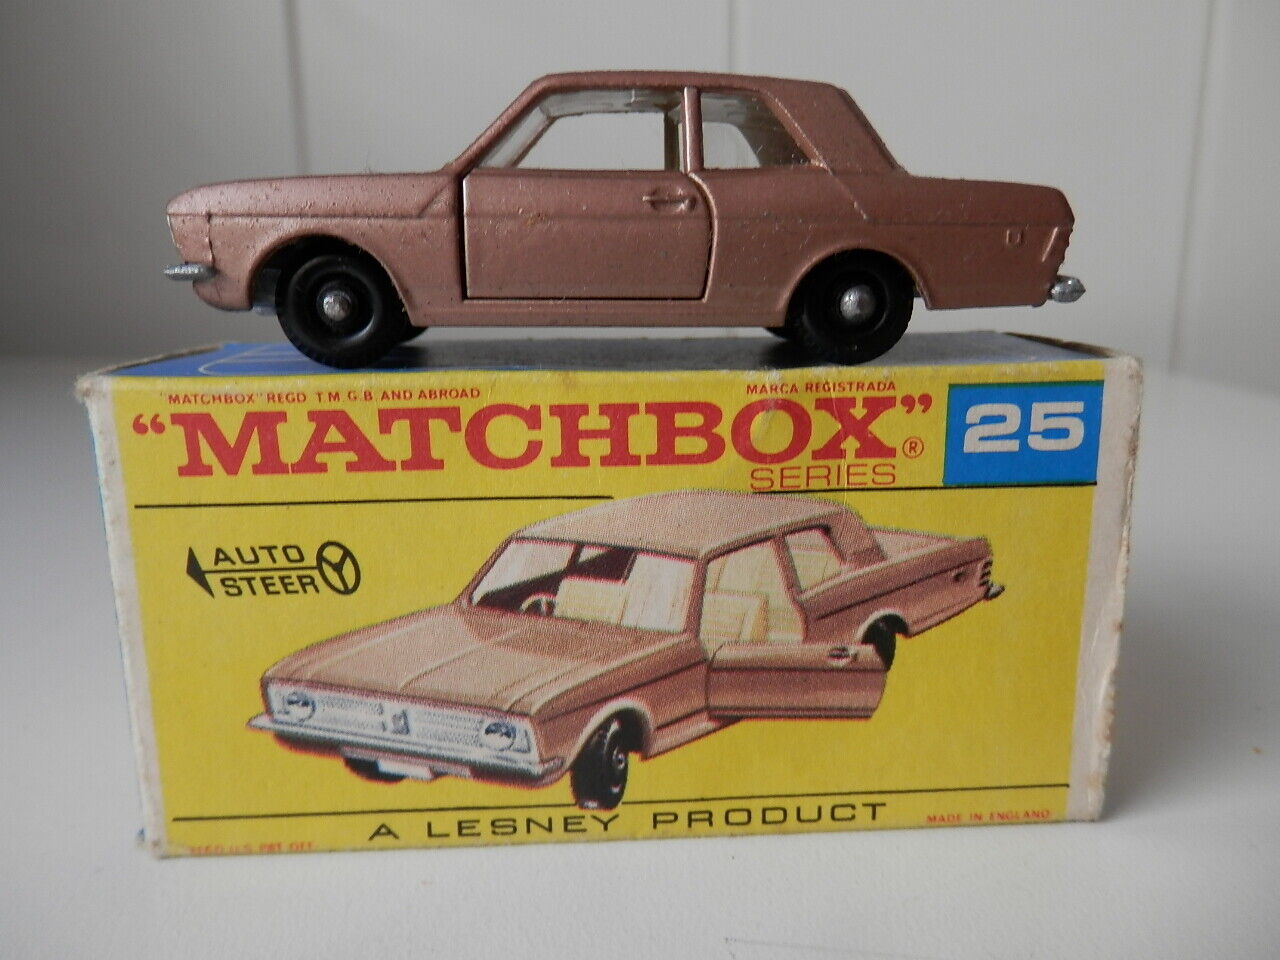 "MATCHBOX" REGD T.M. G.B. AND ABROAD
MARCA REGISTRADA
"MATCHBOX"®
SERIES
25
AUTO
STEER
A LESNEY PRODUCT
MADE IN ENGLAND